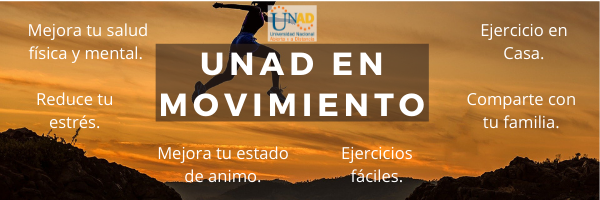 UNAD
Universidad Nacional
Abierta y a Distancia
Mejora tu salud
física y mental.
Ejercicio en
Casa.
UNAD EN
MOVIMIENTO
Reduce tu
estrés.
Comparte con
tu familia.
Mejora tu estado
de animo.
Ejercicios
fáciles.